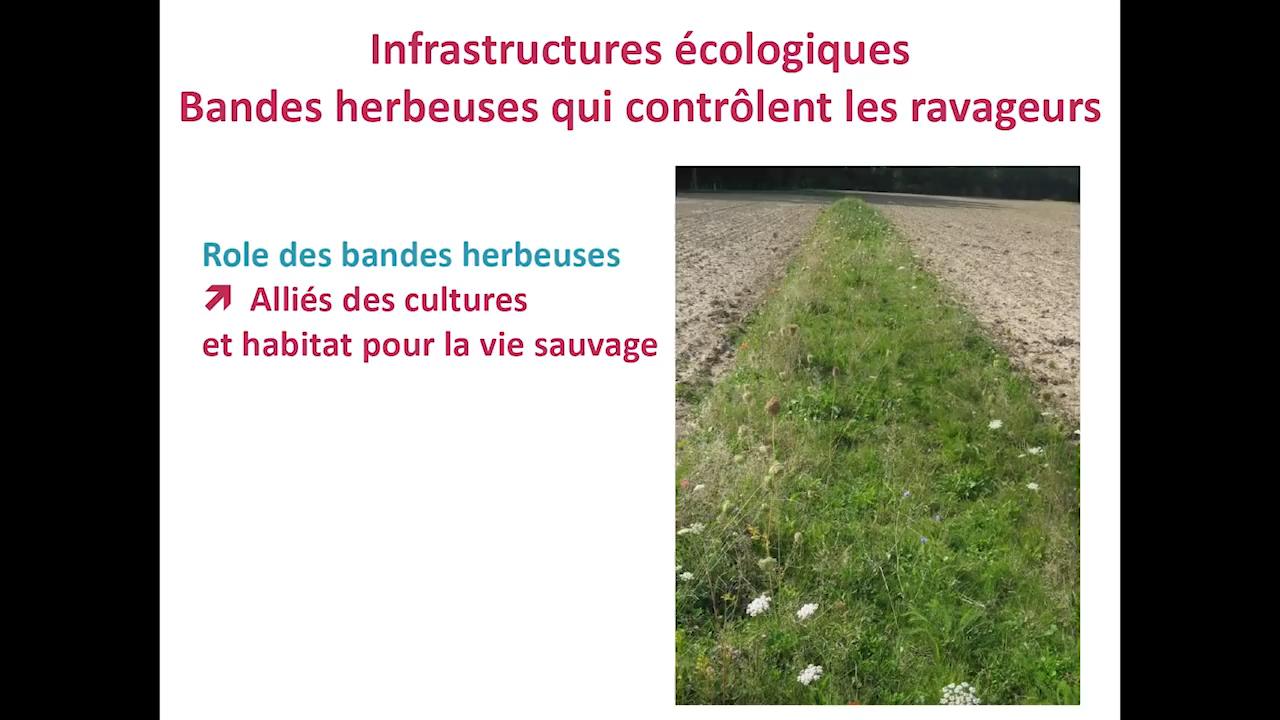 Infrastructures écologiques
Bandes herbeuses qui contrôlent les ravageurs
Role des bandes herbeuses
↗ Alliés des cultures
et habitat pour la vie sauvage